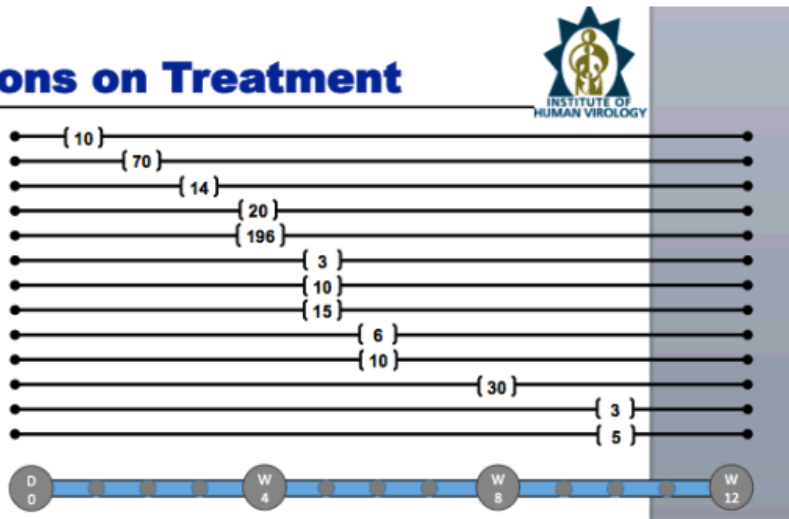 ons on Treatment
INSTITUTE OF
HUMAN VIROLOGY
{ 10 }
{ 70 }
{ 14 }
{ 20 }
{ 196 }
{ 3 }
{ 10 }
{ 15 }
{ 6 }
{ 10 }
{ 30 }
{ 3 }
{ 5 }
D W W W
0 4 8 12